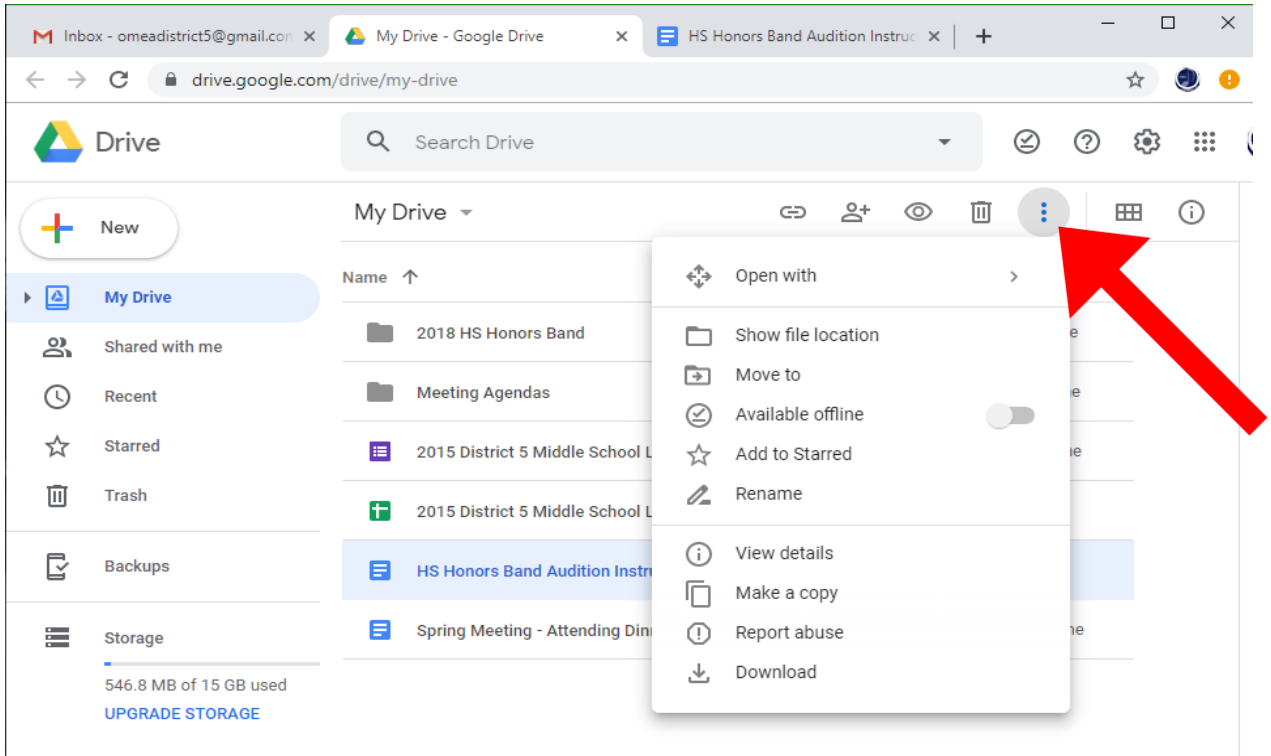 Inbox - omeadistrict5@gmail.con
My Drive - Google Drive
HS Honors Band Audition Instruc
drive.google.com/drive/my-drive
Drive
Search Drive
New
My Drive
Name
My Drive
Shared with me
Recent
Starred
Trash
Backups
Storage
546.8 MB of 15 GB used
UPGRADE STORAGE
2018 HS Honors Band
Meeting Agendas
2015 District 5 Middle School L
2015 District 5 Middle School L
HS Honors Band Audition Instru
Spring Meeting - Attending Din
Open with
Show file location
Move to
Available offline
Add to Starred
Rename
View details
Make a copy
Report abuse
Download